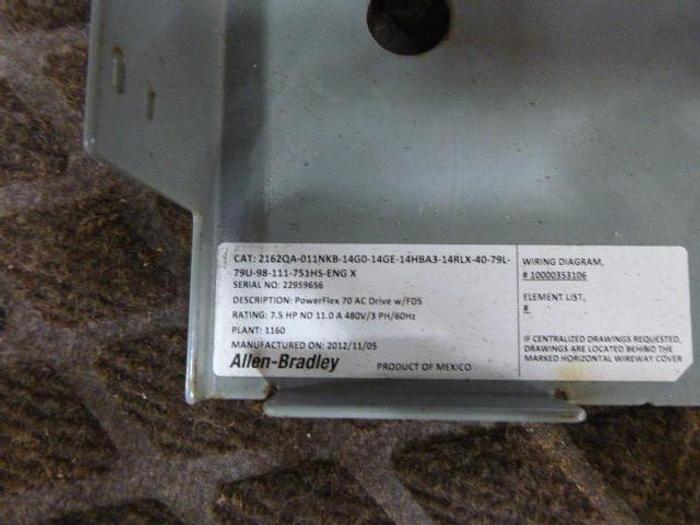 CAT: 2162QA-011NKB-14G0-14GE-14HBA3-14RLX-40-79L-
79U-98-111-751HS-ENG X
SERIAL NO: 22959656
DESCRIPTION: PowerFlex 70 AC Drive w/FDS
RATING: 7.5 HP ND 11.0 A 480V/3 PH/60Hz
PLANT: 1160
MANUFACTURED ON: 2012/11/05
Allen-Bradley PRODUCT OF MEXICO
WIRING DIAGRAM,
# 10000353106
ELEMENT LIST,
#
IF CENTRALIZED DRAWINGS REQUESTED,
DRAWINGS ARE LOCATED BEHIND THE
MARKED HORIZONTAL WIREWAY COVER